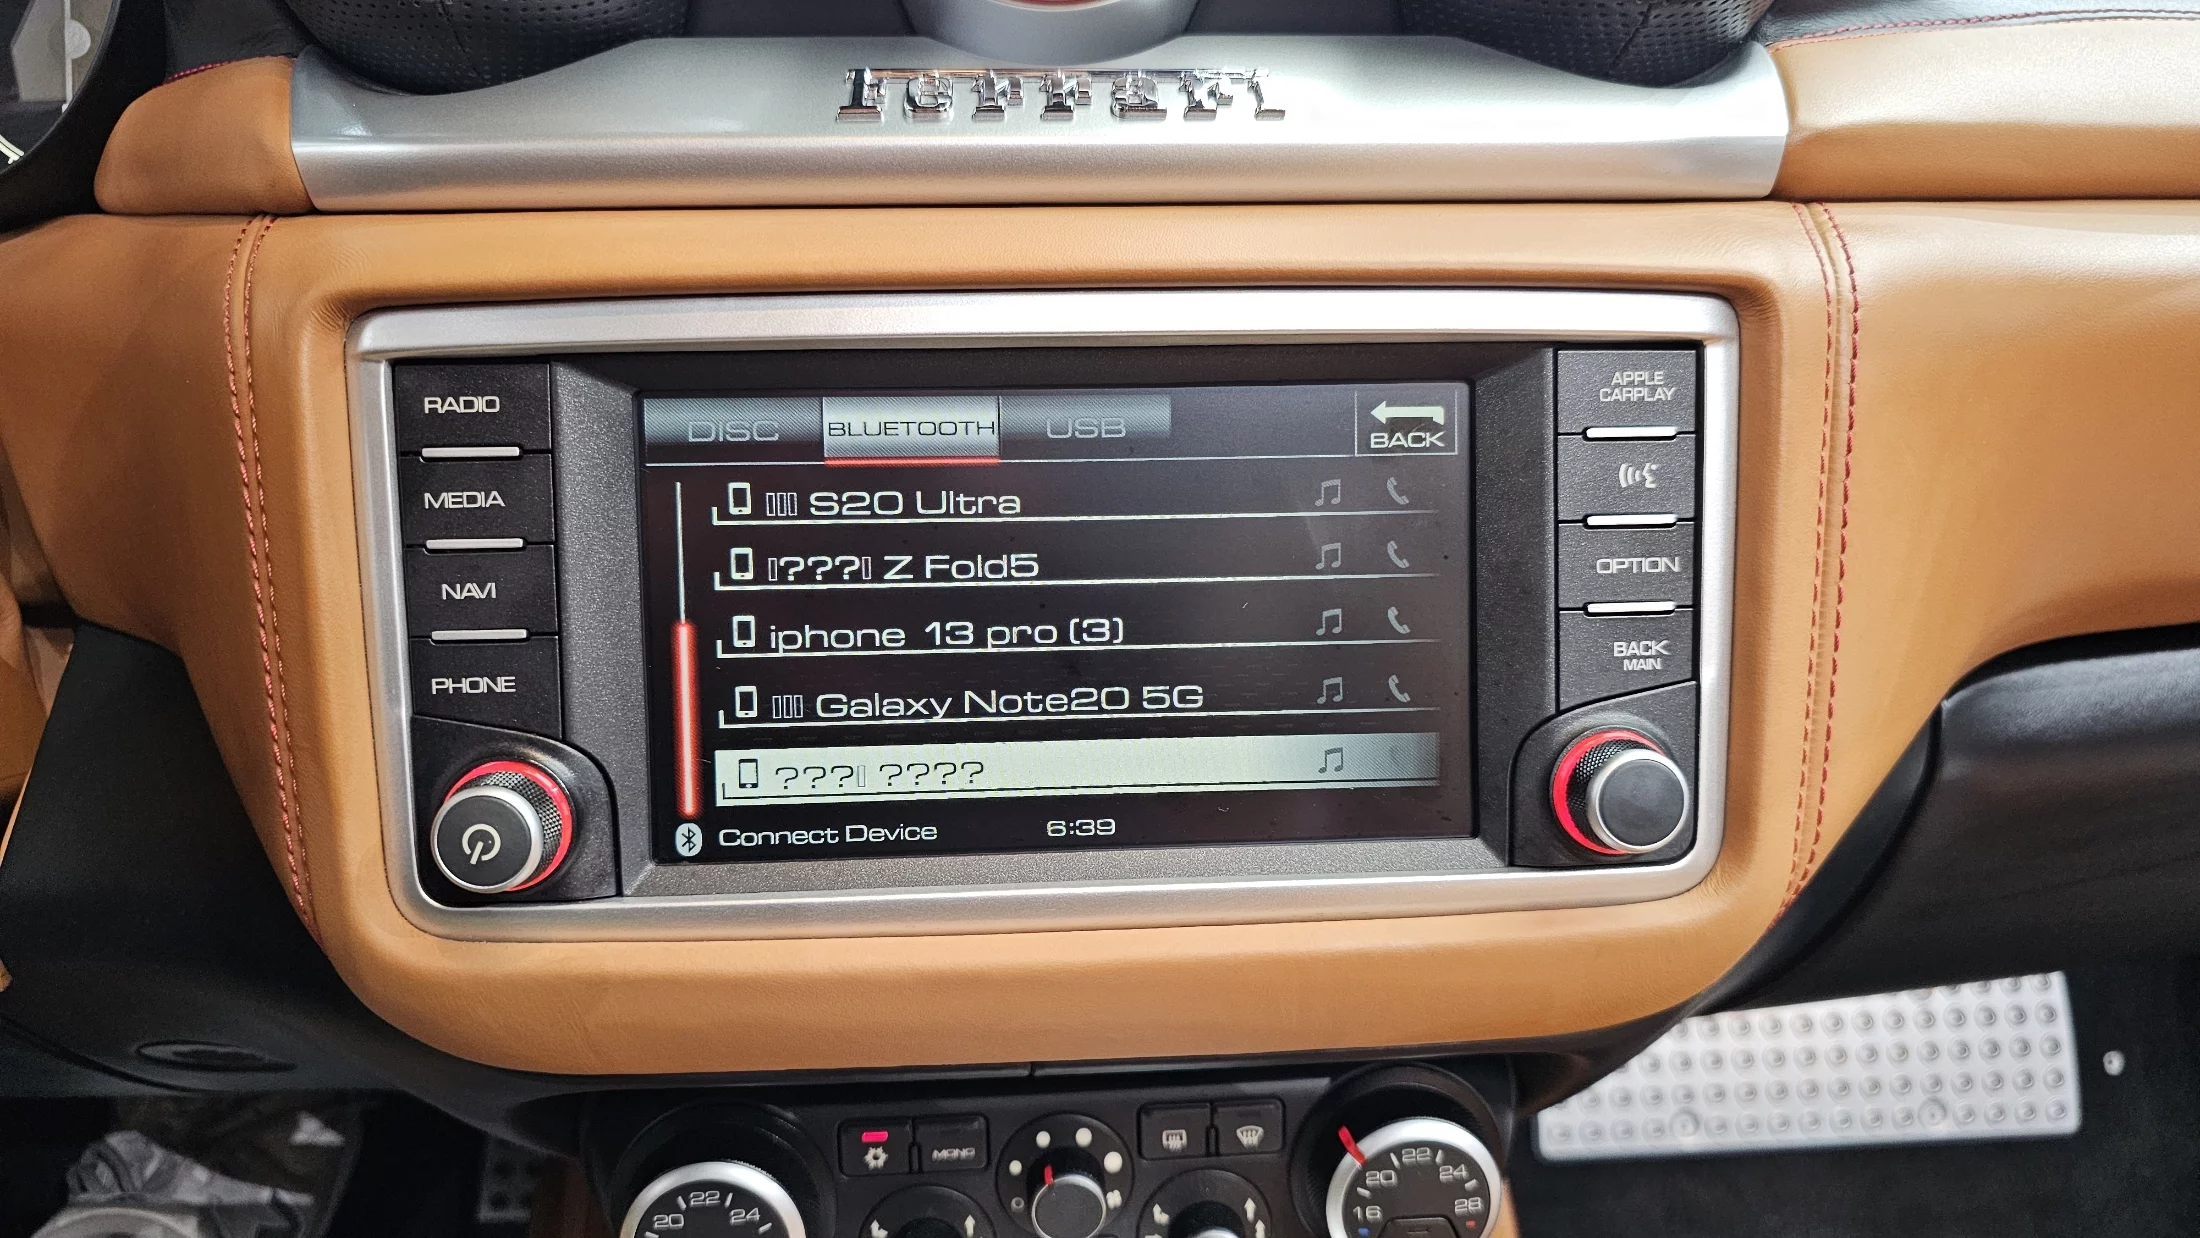 Ferrari
RADIO
MEDIA
NAVI
PHONE
DISC
BLUETOOTH
USB
BACK
▯▯▯ S20 Ultra
▯???▯ Z Fold5
iphone 13 pro (3)
▯▯▯ Galaxy Note20 5G
???▯ ????
Connect Device
6:39
APPLE
CARPLAY
OPTION
BACK
MAIN
20 22 24
16 20 22 24 28